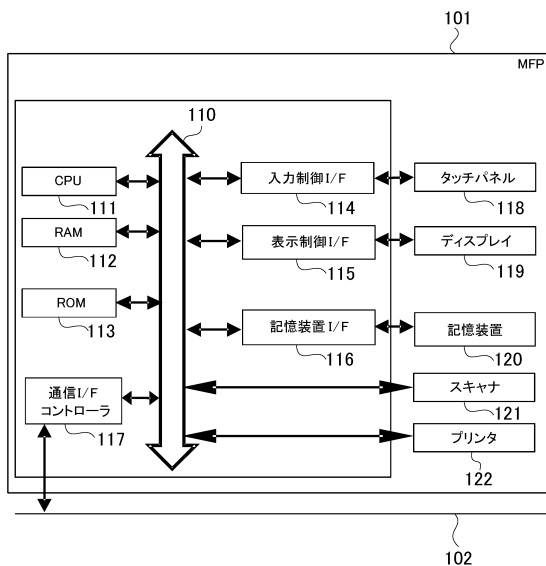 101
MFP
110
CPU
111
入力制御I/F
114
タッチパネル
118
RAM
112
表示制御I/F
115
ディスプレイ
119
ROM
113
記憶装置I/F
116
記憶装置
120
通信I/F
コントローラ
117
スキャナ
121
プリンタ
122
102